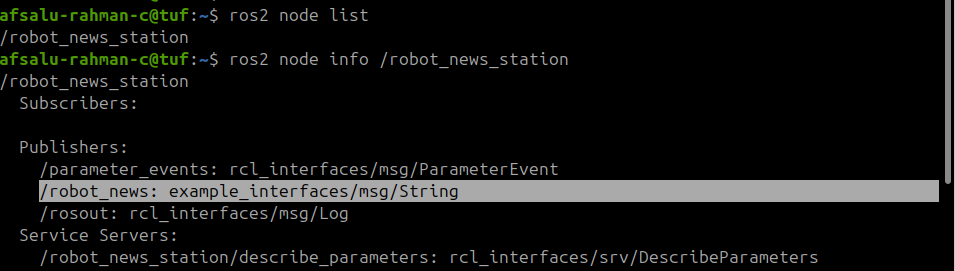 afsalu-rahman-c@tuf:~$ ros2 node list
/robot_news_station
afsalu-rahman-c@tuf:~$ ros2 node info /robot_news_station
/robot_news_station
  Subscribers:

  Publishers:
    /parameter_events: rcl_interfaces/msg/ParameterEvent
    /robot_news: example_interfaces/msg/String
    /rosout: rcl_interfaces/msg/Log
  Service Servers:
    /robot_news_station/describe_parameters: rcl_interfaces/srv/DescribeParameters